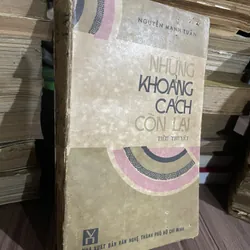 NGUYỄN MẠNH TUẤN
NHỮNG
KHOẢNG
CÁCH
CÒN LẠI
TIỂU THUYẾT
NHÀ XUẤT BẢN VĂN NGHỆ THÀNH PHỐ HỒ CHÍ MINH